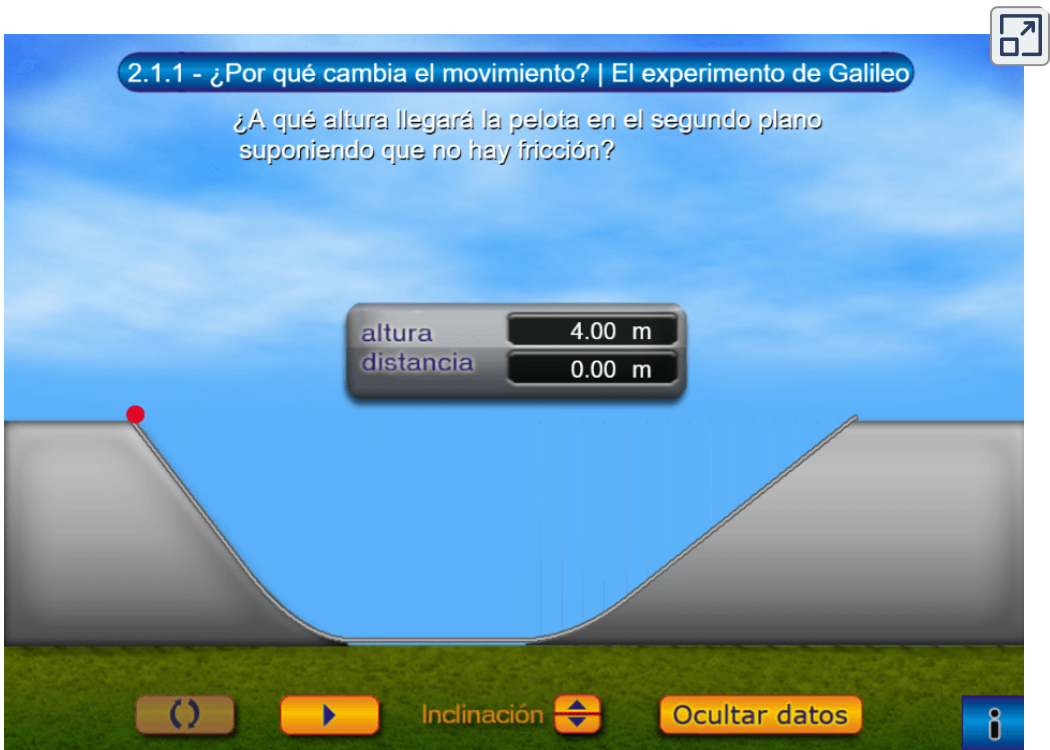 2.1.1 - ¿Por qué cambia el movimiento? | El experimento de Galileo
¿A qué altura llegará la pelota en el segundo plano
suponiendo que no hay fricción?
altura 4.00 m
distancia 0.00 m
Inclinación
Ocultar datos
i